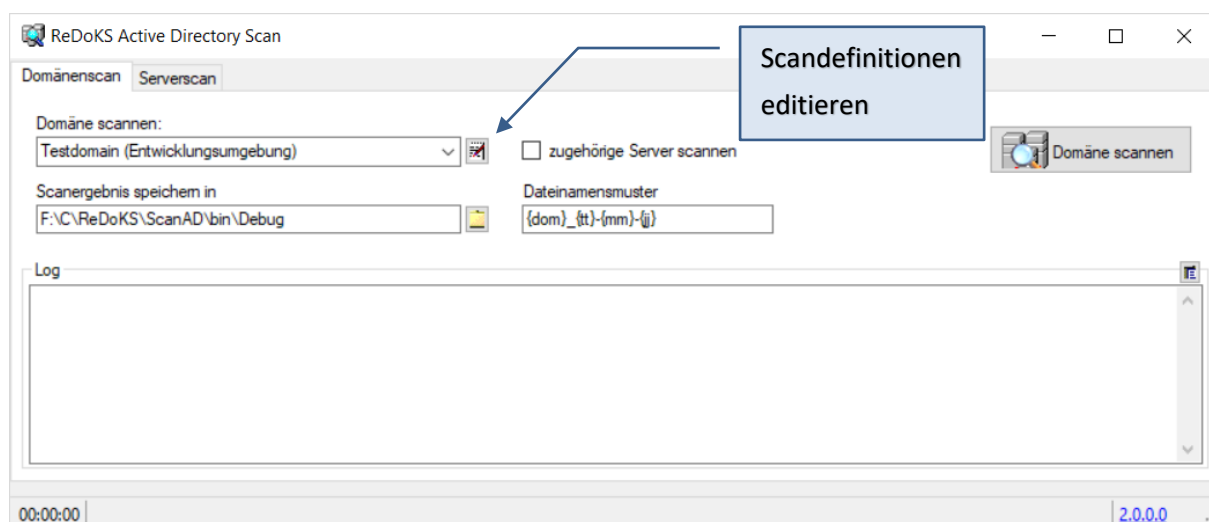 ReDoKS Active Directory Scan
Scandefinitionen
editieren
Domänenscan Serverscan
Domäne scannen:
Testdomain (Entwicklungsumgebung)
zugehörige Server scannen
Domäne scannen
Scanergebnis speichern in
Dateinamensmuster
F:\C\ReDoKS\ScanAD\bin\Debug
{dom}_{tt}-{mm}-{jj}
Log
00:00:00
2.0.0.0